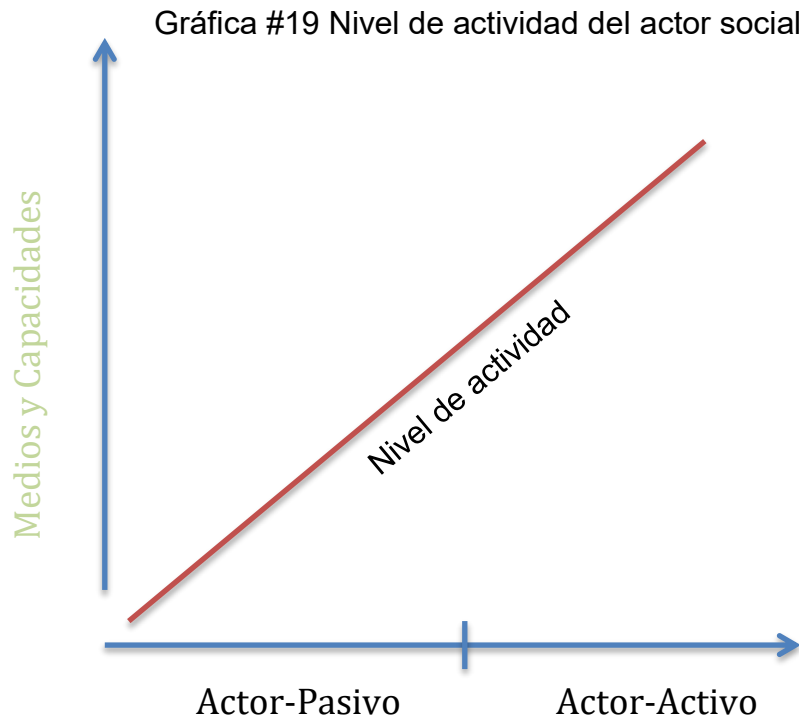 Gráfica #19 Nivel de actividad del actor social
Medios y Capacidades
Nivel de actividad
Actor-Pasivo
Actor-Activo